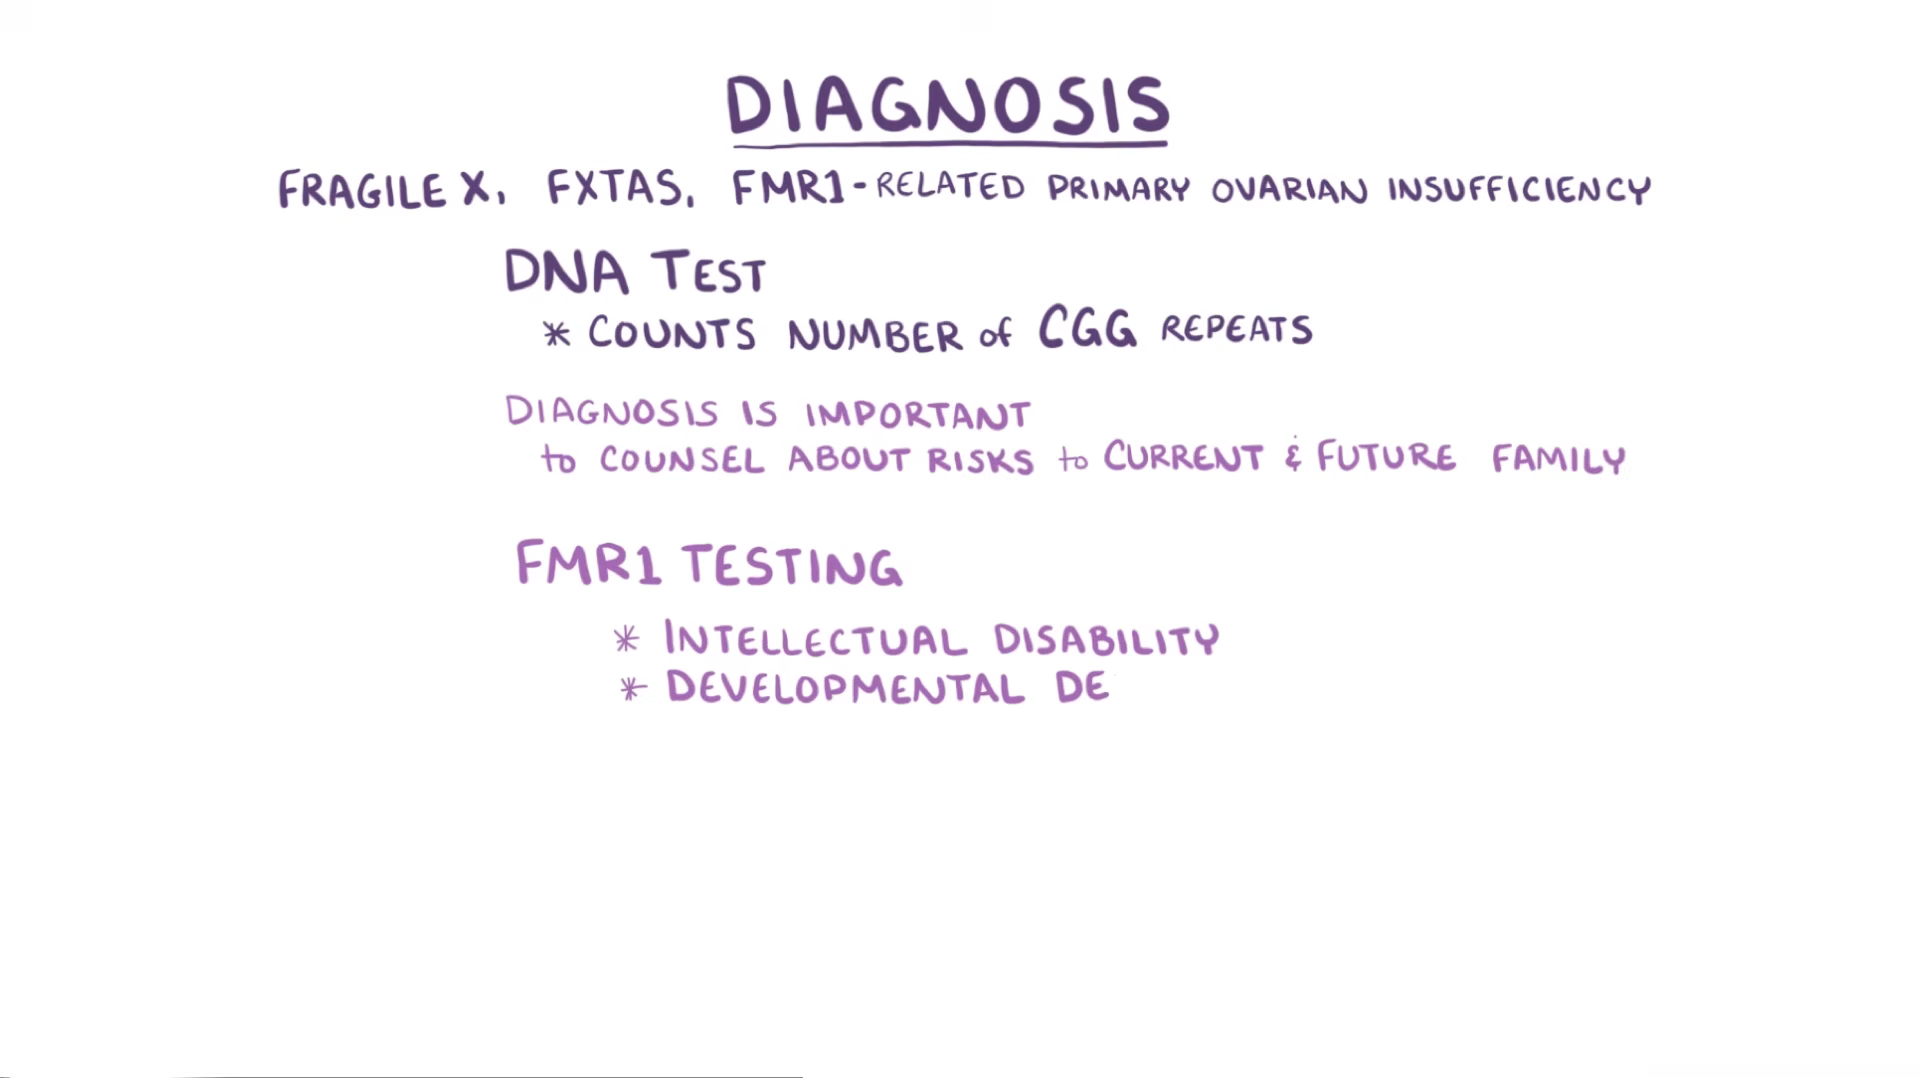 DIAGNOSIS
FRAGILE X, FXTAS, FMR1-RELATED PRIMARY OVARIAN INSUFFICIENCY
DNA TEST
* COUNTS NUMBER of CGG REPEATS
DIAGNOSIS IS IMPORTANT
to COUNSEL ABOUT RISKS to CURRENT & FUTURE FAMILY
FMR1 TESTING
* INTELLECTUAL DISABILITY
* DEVELOPMENTAL DE